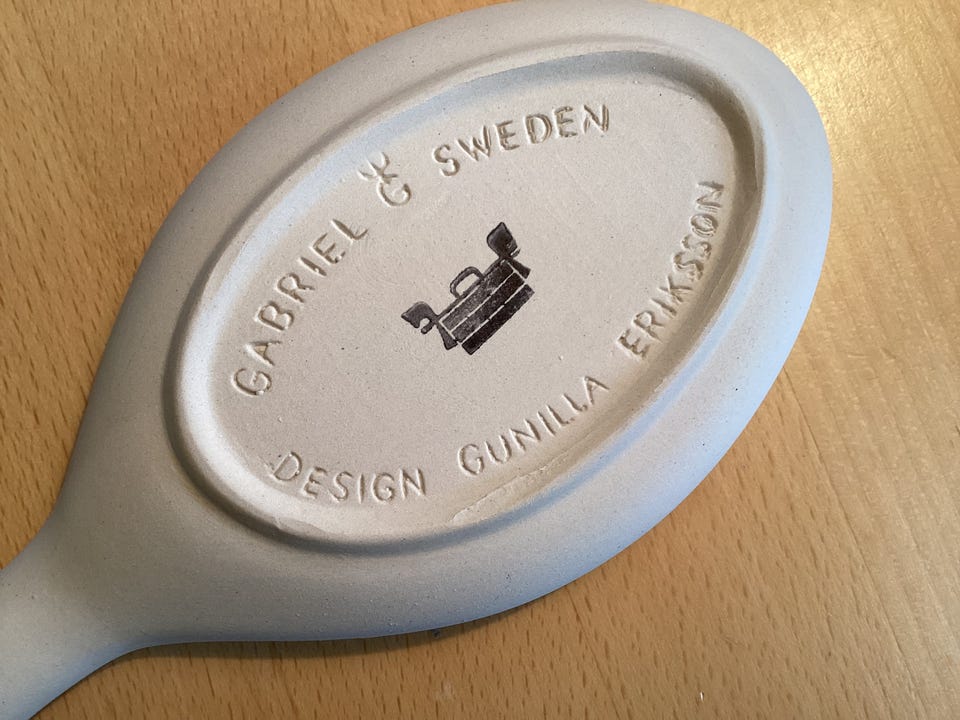 GABRIEL G SWEDEN
DESIGN GUNILLA ERIKSSON